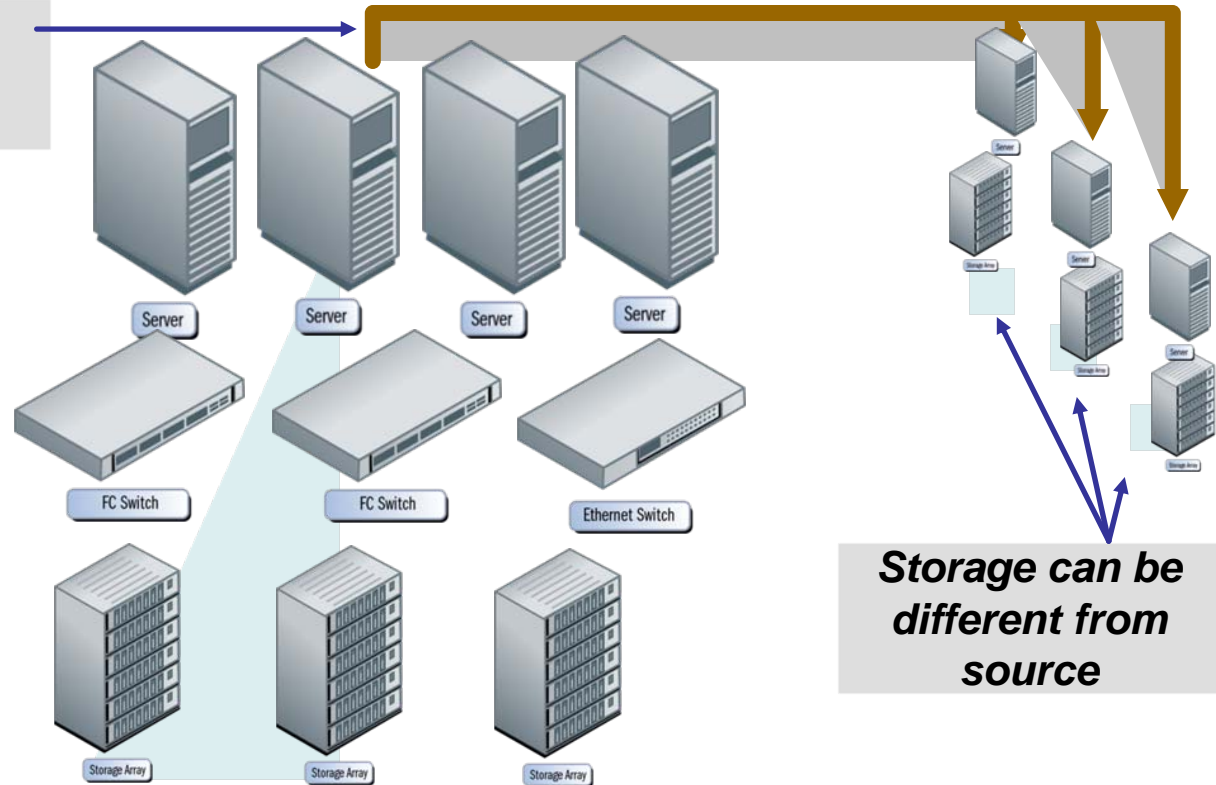 Server
Server
Server
Server
FC Switch
FC Switch
Ethernet Switch
Storage Array
Storage Array
Storage Array
Server
Storage Array
Server
Storage Array
Server
Storage Array
Storage can be
different from
source